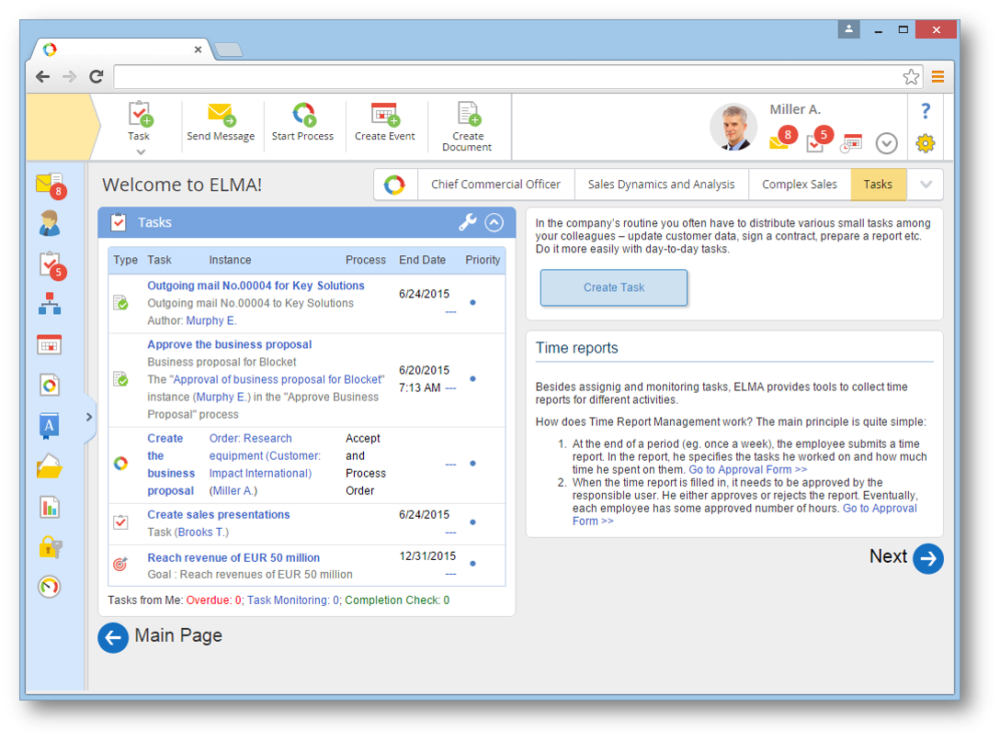 Task
Send Message
Start Process
Create Event
Create
Document
Miller A.
8
5
?
8
5
A
Welcome to ELMA!
Chief Commercial Officer
Sales Dynamics and Analysis
Complex Sales
Tasks
Tasks
Type Task Instance Process End Date Priority
Outgoing mail No.00004 for Key Solutions
Outgoing mail No.00004 to Key Solutions
Author: Murphy E.
6/24/2015
---
Approve the business proposal
Business proposal for Blocket
The "Approval of business proposal for Blocket"
instance (Murphy E.) in the "Approve Business
Proposal" process
6/20/2015
7:13 AM ---
Create
the
business
proposal
Order: Research
equipment (Customer:
Impact International)
(Miller A.)
Accept
and
Process
Order
---
Create sales presentations
Task (Brooks T.)
6/24/2015
---
Reach revenue of EUR 50 million
Goal : Reach revenues of EUR 50 million
12/31/2015
---
Tasks from Me: Overdue: 0; Task Monitoring: 0; Completion Check: 0
Main Page
In the company's routine you often have to distribute various small tasks among
your colleagues – update customer data, sign a contract, prepare a report etc.
Do it more easily with day-to-day tasks.
Create Task
Time reports
Besides assignig and monitoring tasks, ELMA provides tools to collect time
reports for different activities.
How does Time Report Management work? The main principle is quite simple:
1. At the end of a period (eg. once a week), the employee submits a time
report. In the report, he specifies the tasks he worked on and how much
time he spent on them. Go to Approval Form >>
2. When the time report is filled in, it needs to be approved by the
responsible user. He either approves or rejects the report. Eventually,
each employee has some approved number of hours. Go to Approval
Form >>
Next